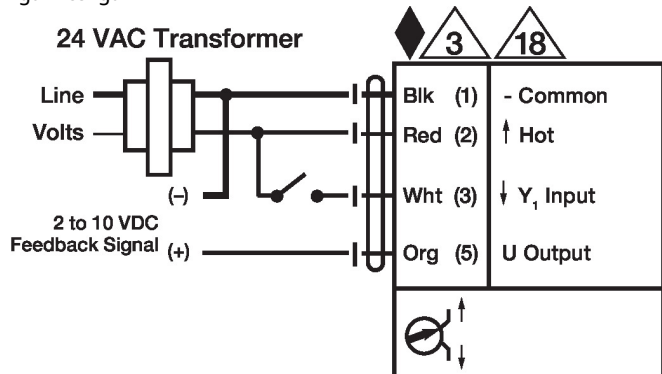 24 VAC Transformer
3
18
Line
Volts
(–)
2 to 10 VDC
Feedback Signal (+)
Blk (1) - Common
Red (2) Hot
Wht (3) Y₁ Input
Org (5) U Output